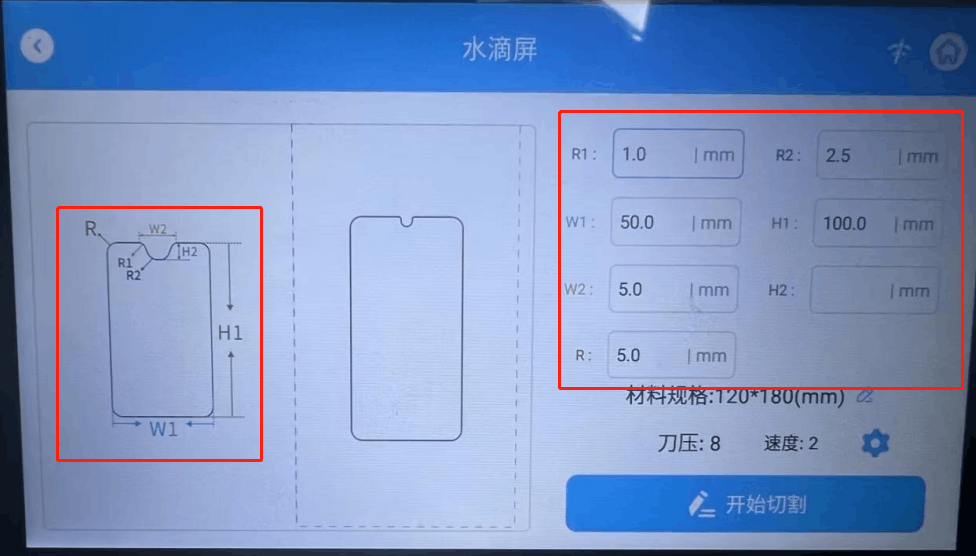 水滴屏
R
W2
H2
R1
R2
H1
W1
R1: 1.0 | mm R2: 2.5 | mm
W1: 50.0 | mm H1: 100.0 | mm
W2: 5.0 | mm H2: | mm
R: 5.0 | mm
材料规格:120*180(mm)
刀压: 8 速度: 2
开始切割